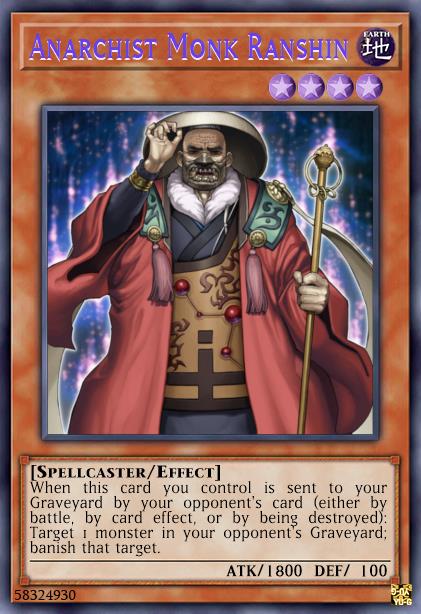 Anarchist Monk Ranshin
EARTH
地
[Spellcaster/Effect]
When this card you control is sent to your
Graveyard by your opponent's card (either by
battle, by card effect, or by being destroyed):
Target 1 monster in your opponent's Graveyard;
banish that target.
ATK/1800 DEF/ 100
58324930